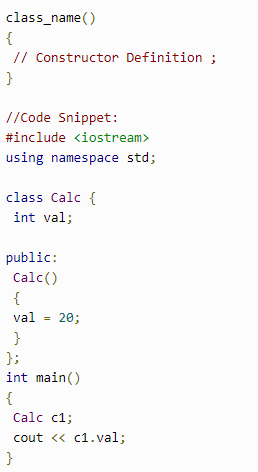 class_name()
{
 // Constructor Definition ;
}

//Code Snippet:
#include <iostream>
using namespace std;

class Calc {
 int val;

public:
 Calc()
 {
 val = 20;
 }
};
int main()
{
 Calc c1;
 cout << c1.val;
}